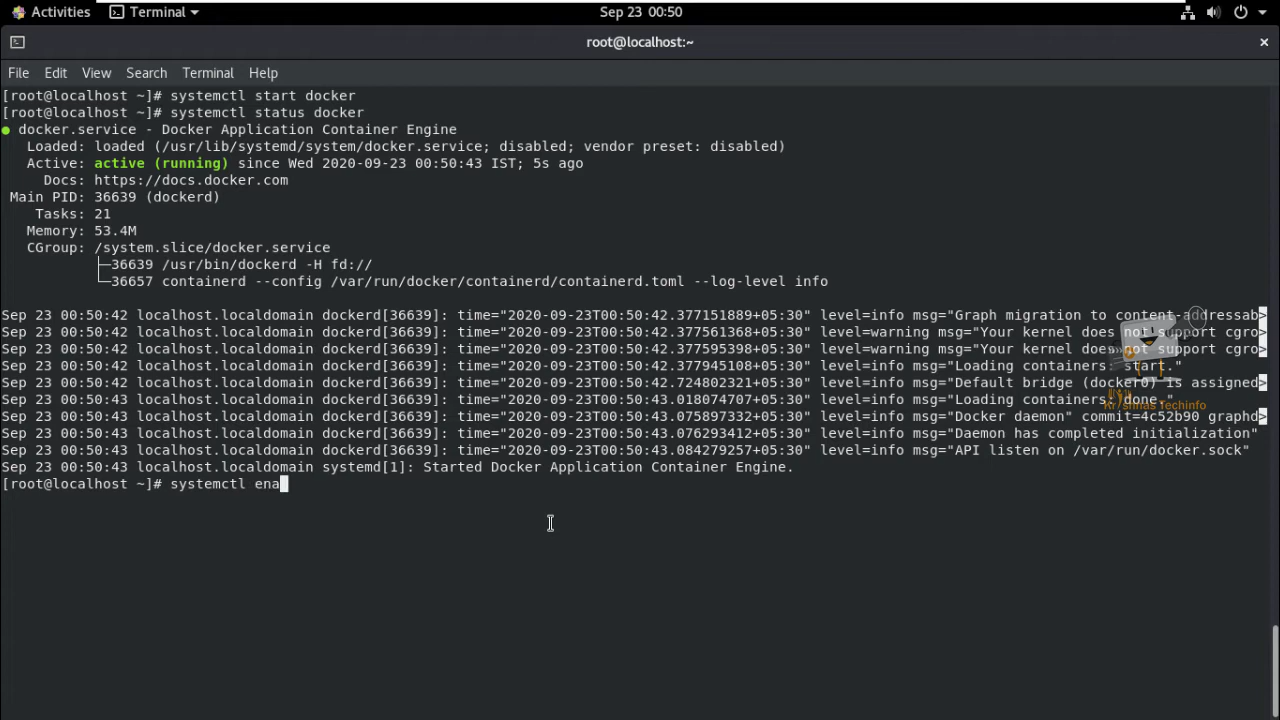 Activities Terminal Sep 23 00:50
root@localhost:~
File Edit View Search Terminal Help
[root@localhost ~]# systemctl start docker
[root@localhost ~]# systemctl status docker
● docker.service - Docker Application Container Engine
   Loaded: loaded (/usr/lib/systemd/system/docker.service; disabled; vendor preset: disabled)
   Active: active (running) since Wed 2020-09-23 00:50:43 IST; 5s ago
     Docs: https://docs.docker.com
 Main PID: 36639 (dockerd)
    Tasks: 21
   Memory: 53.4M
   CGroup: /system.slice/docker.service
           ├─36639 /usr/bin/dockerd -H fd://
           └─36657 containerd --config /var/run/docker/containerd/containerd.toml --log-level info
Sep 23 00:50:42 localhost.localdomain dockerd[36639]: time="2020-09-23T00:50:42.377151889+05:30" level=info msg="Graph migration to content-addressab>
Sep 23 00:50:42 localhost.localdomain dockerd[36639]: time="2020-09-23T00:50:42.377561368+05:30" level=warning msg="Your kernel does not support cgro>
Sep 23 00:50:42 localhost.localdomain dockerd[36639]: time="2020-09-23T00:50:42.377595398+05:30" level=warning msg="Your kernel does not support cgro>
Sep 23 00:50:42 localhost.localdomain dockerd[36639]: time="2020-09-23T00:50:42.377945108+05:30" level=info msg="Loading containers: start."
Sep 23 00:50:42 localhost.localdomain dockerd[36639]: time="2020-09-23T00:50:42.724802321+05:30" level=info msg="Default bridge (docker0) is assigned>
Sep 23 00:50:43 localhost.localdomain dockerd[36639]: time="2020-09-23T00:50:43.018074707+05:30" level=info msg="Loading containers: done."
Sep 23 00:50:43 localhost.localdomain dockerd[36639]: time="2020-09-23T00:50:43.075897332+05:30" level=info msg="Docker daemon" commit=4c52b90 graphd>
Sep 23 00:50:43 localhost.localdomain dockerd[36639]: time="2020-09-23T00:50:43.076293412+05:30" level=info msg="Daemon has completed initialization"
Sep 23 00:50:43 localhost.localdomain dockerd[36639]: time="2020-09-23T00:50:43.084279257+05:30" level=info msg="API listen on /var/run/docker.sock"
Sep 23 00:50:43 localhost.localdomain systemd[1]: Started Docker Application Container Engine.
[root@localhost ~]# systemctl ena
Techinfo